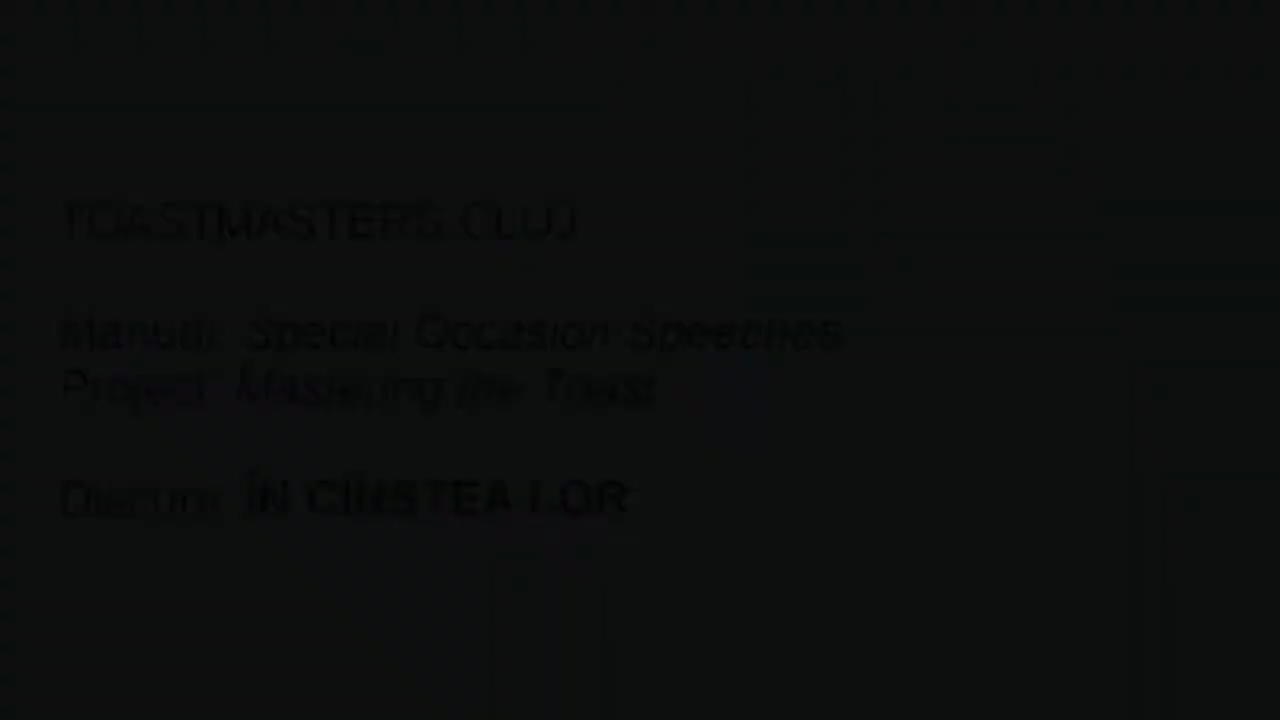 TOASTMASTERS CLUJ
Manual: Special Occasion Speeches
Project: Mastering the Toast
Discurs: ÎN CINSTEA LOR